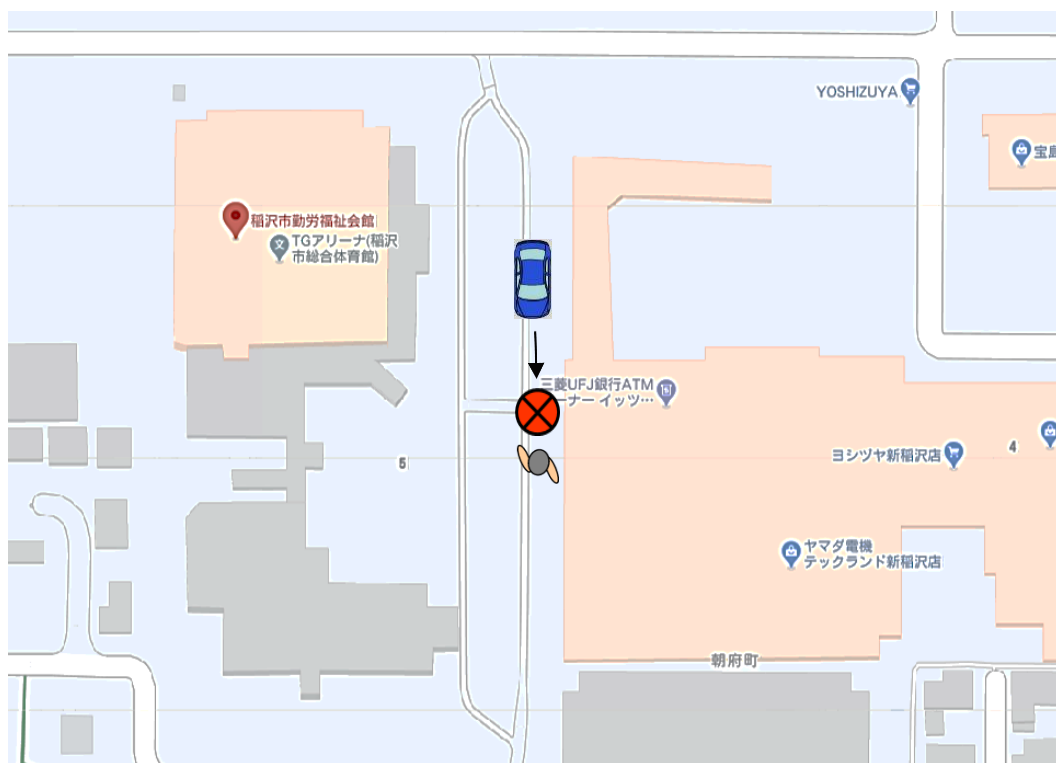 YOSHIZUYA
稲沢市勤労福祉会館
TGアリーナ(稲沢
市総合体育館)
三菱UFJ銀行ATM
ーナー イッツ…
5
ヨシヅヤ新稲沢店
4
ヤマダ電機
テックランド新稲沢店
朝府町